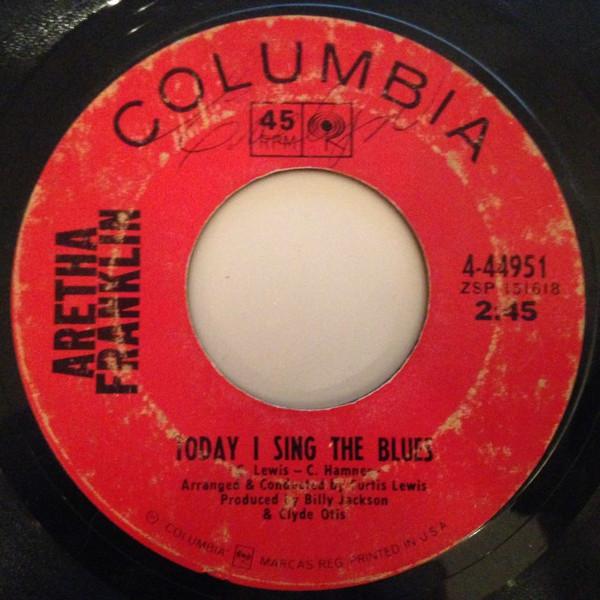 COLUMBIA
45
RPM
ARETHA
FRANKLIN
4-44951
ZSP 151618
2:45
TODAY I SING THE BLUES
C. Lewis – C. Hamner
Arranged & Conducted by Curtis Lewis
Produced by Billy Jackson
& Clyde Otis
℗ COLUMBIA MARCAS REG. PRINTED IN U.S.A.